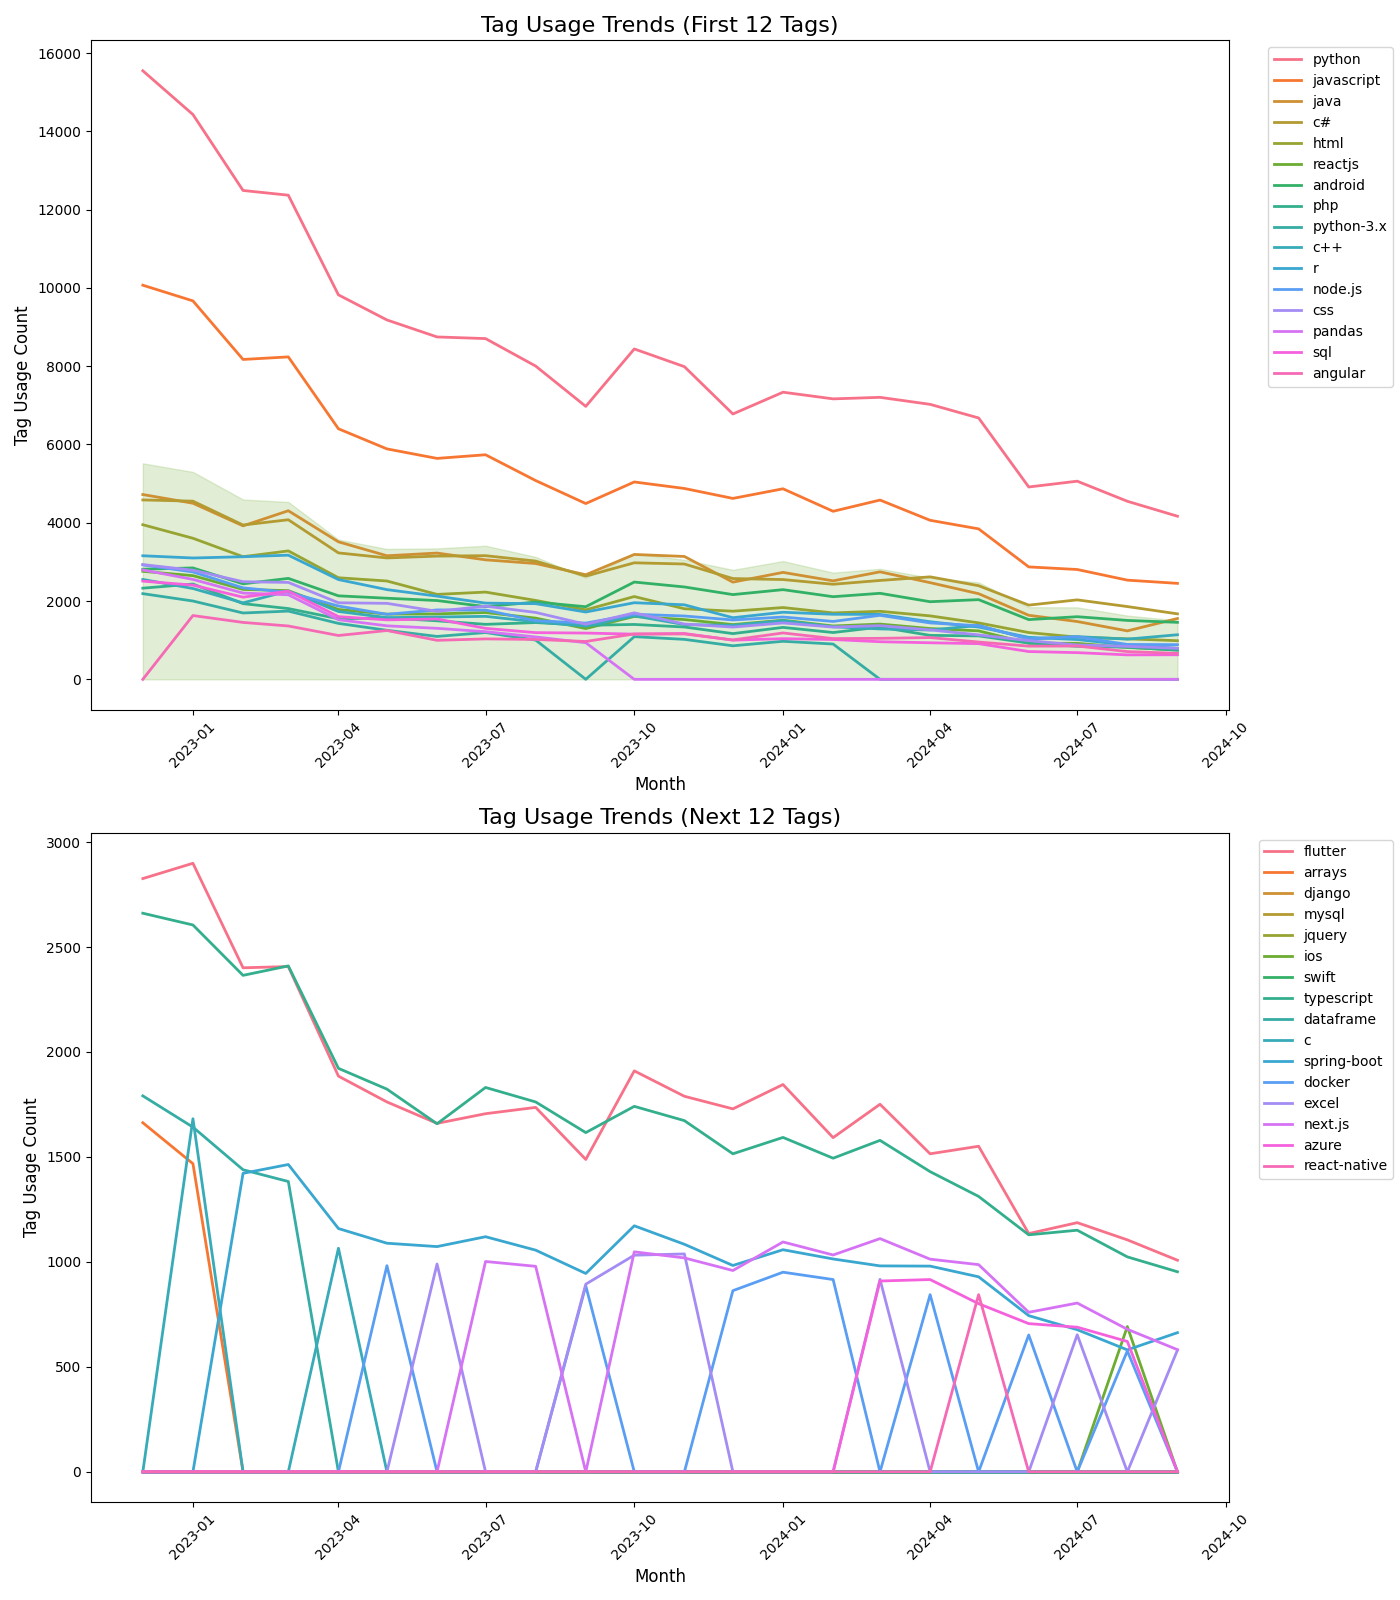 Tag Usage Trends (First 12 Tags)
16000
14000
12000
10000
8000
6000
4000
2000
0
Tag Usage Count
2023-01
2023-04
2023-07
2023-10
2024-01
2024-04
2024-07
2024-10
Month
python
javascript
java
c#
html
reactjs
android
php
python-3.x
c++
r
node.js
css
pandas
sql
angular
Tag Usage Trends (Next 12 Tags)
3000
2500
2000
1500
1000
500
0
Tag Usage Count
2023-01
2023-04
2023-07
2023-10
2024-01
2024-04
2024-07
2024-10
Month
flutter
arrays
django
mysql
jquery
ios
swift
typescript
dataframe
c
spring-boot
docker
excel
next.js
azure
react-native